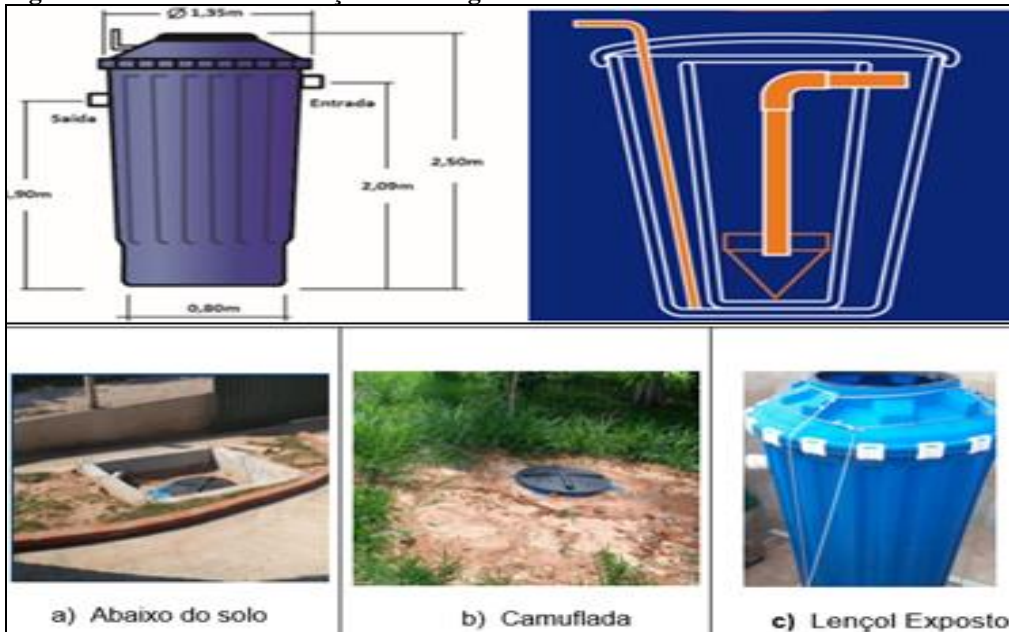 Ø 1,35m
Entrada
Saída
,90m
2,50m
2,09m
0,80m
a) Abaixo do solo
b) Camuflada
c) Lençol Exposto